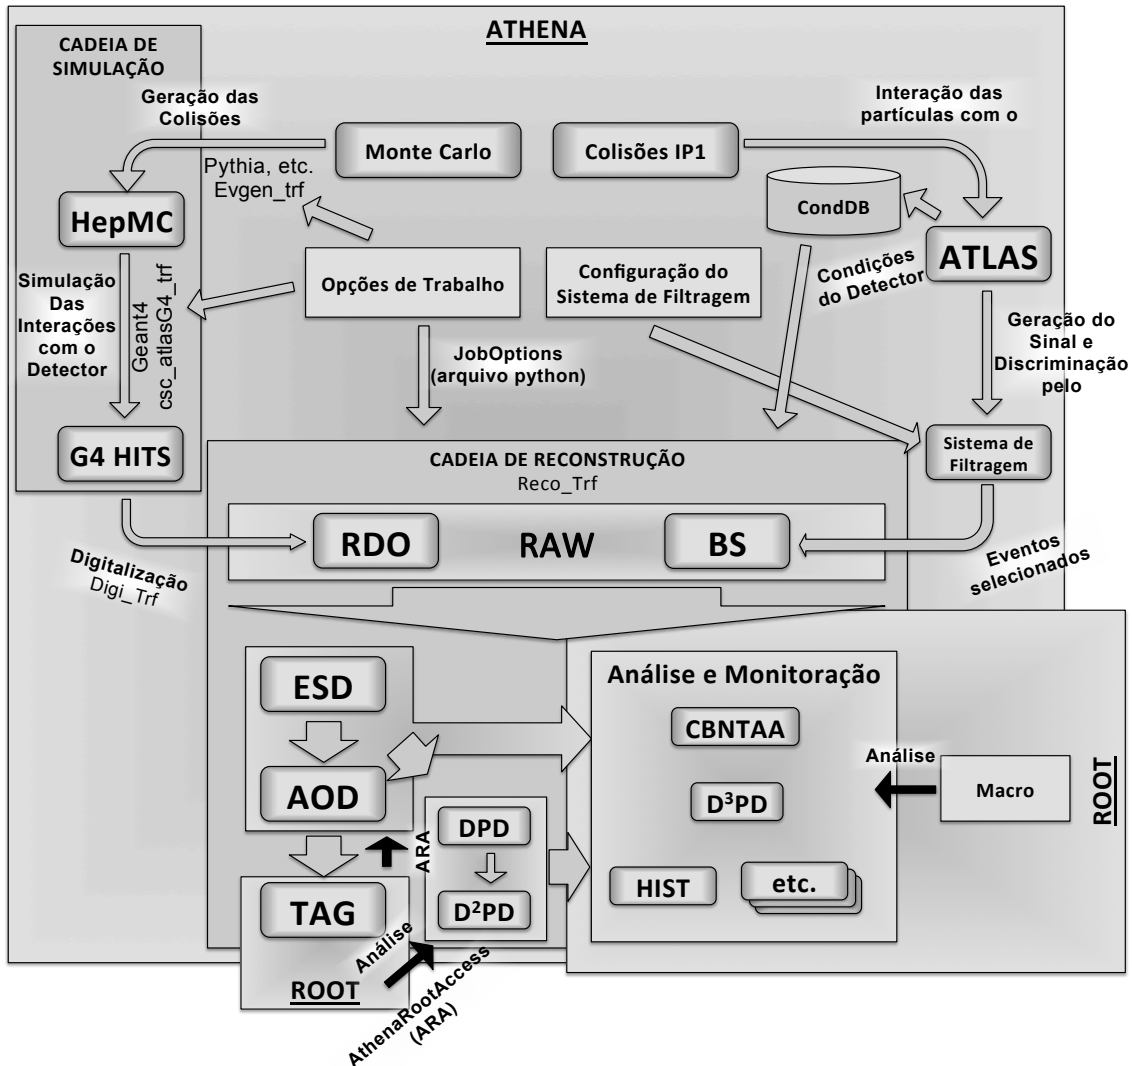 ATHENA
CADEIA DE
SIMULAÇÃO
Geração das
Colisões
Interação das
partículas com o
Monte Carlo
Colisões IP1
Pythia, etc.
Evgen_trf
CondDB
HepMC
ATLAS
Simulação
Das
Interações
com o
Detector
Geant4
csc_atlasG4_trf
Opções de Trabalho
Configuração do
Sistema de Filtragem
Condições
do Detector
Geração do
Sinal e
Discriminação
pelo
JobOptions
(arquivo python)
G4 HITS
Sistema de
Filtragem
CADEIA DE RECONSTRUÇÃO
Reco_Trf
RDO
RAW
BS
Digitalização
Digi_Trf
Eventos
selecionados
ESD
AOD
TAG
ROOT
ARA
DPD
D²PD
Análise
AthenaRootAccess
(ARA)
Análise e Monitoração
CBNTAA
D³PD
HIST
etc.
Análise
Macro
ROOT